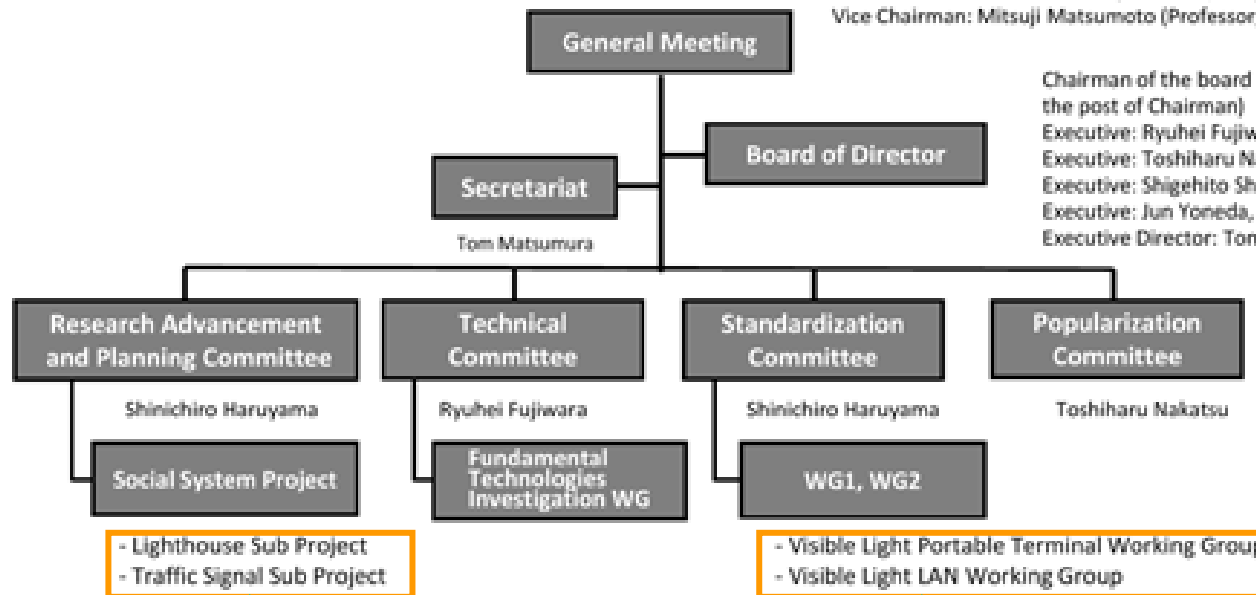 Vice Chairman: Mitsuji Matsumoto (Professor
General Meeting
Chairman of the board
the post of Chairman)
Executive: Ryuhei Fujiw
Executive: Toshiharu Na
Executive: Shigehito Sh
Executive: Jun Yoneda,
Executive Director: Tom
Board of Director
Secretariat
Tom Matsumura
Research Advancement
and Planning Committee
Technical
Committee
Standardization
Committee
Popularization
Committee
Shinichiro Haruyama
Ryuhei Fujiwara
Shinichiro Haruyama
Toshiharu Nakatsu
Social System Project
Fundamental
Technologies
Investigation WG
WG1, WG2
- Lighthouse Sub Project
- Traffic Signal Sub Project
- Visible Light Portable Terminal Working Group
- Visible Light LAN Working Group